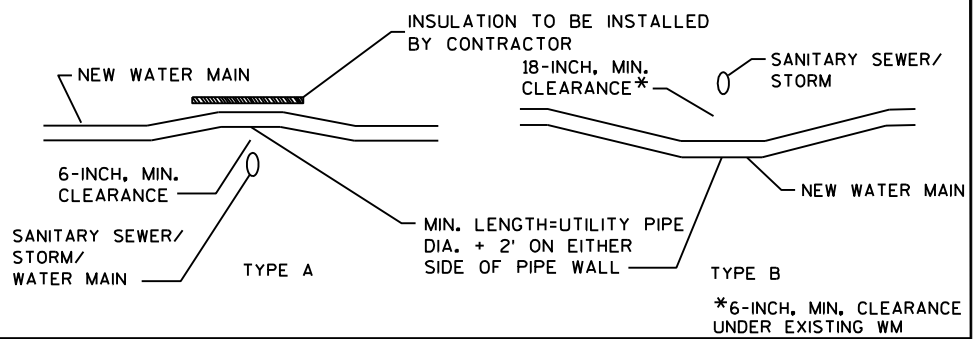 INSULATION TO BE INSTALLED
BY CONTRACTOR
NEW WATER MAIN
6-INCH, MIN.
CLEARANCE
SANITARY SEWER/
STORM/
WATER MAIN
TYPE A
MIN. LENGTH=UTILITY PIPE
DIA. + 2' ON EITHER
SIDE OF PIPE WALL
18-INCH, MIN.
CLEARANCE*
SANITARY SEWER/
STORM
NEW WATER MAIN
TYPE B
*6-INCH, MIN. CLEARANCE
UNDER EXISTING WM